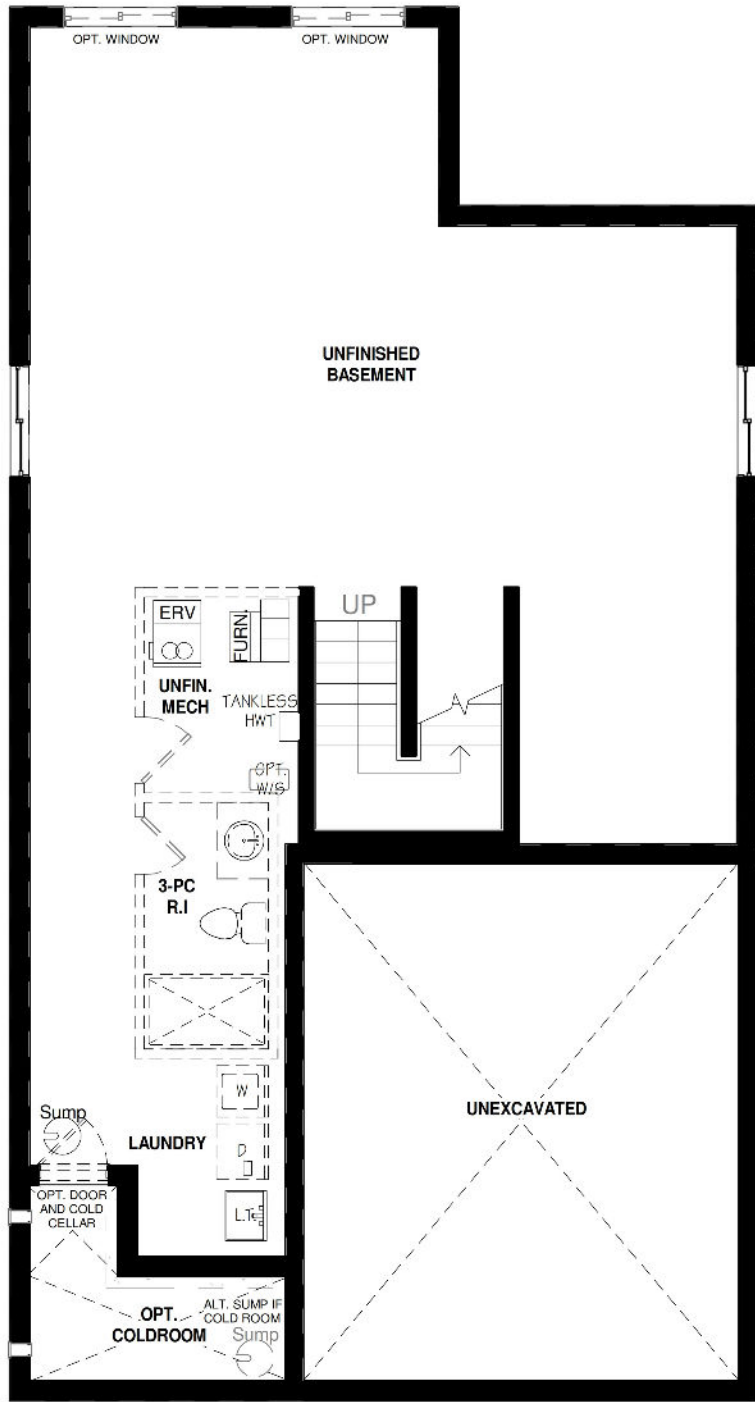 OPT. WINDOW
OPT. WINDOW
UNFINISHED
BASEMENT
ERV
FURN.
UP
UNFIN.
MECH
TANKLESS
HWT
OPT.
W/S
3-PC
R.I
W
D
Sump
LAUNDRY
L.T.
UNEXCAVATED
OPT. DOOR
AND COLD
CELLAR
OPT.
COLDROOM
ALT. SUMP IF
COLD ROOM
Sump